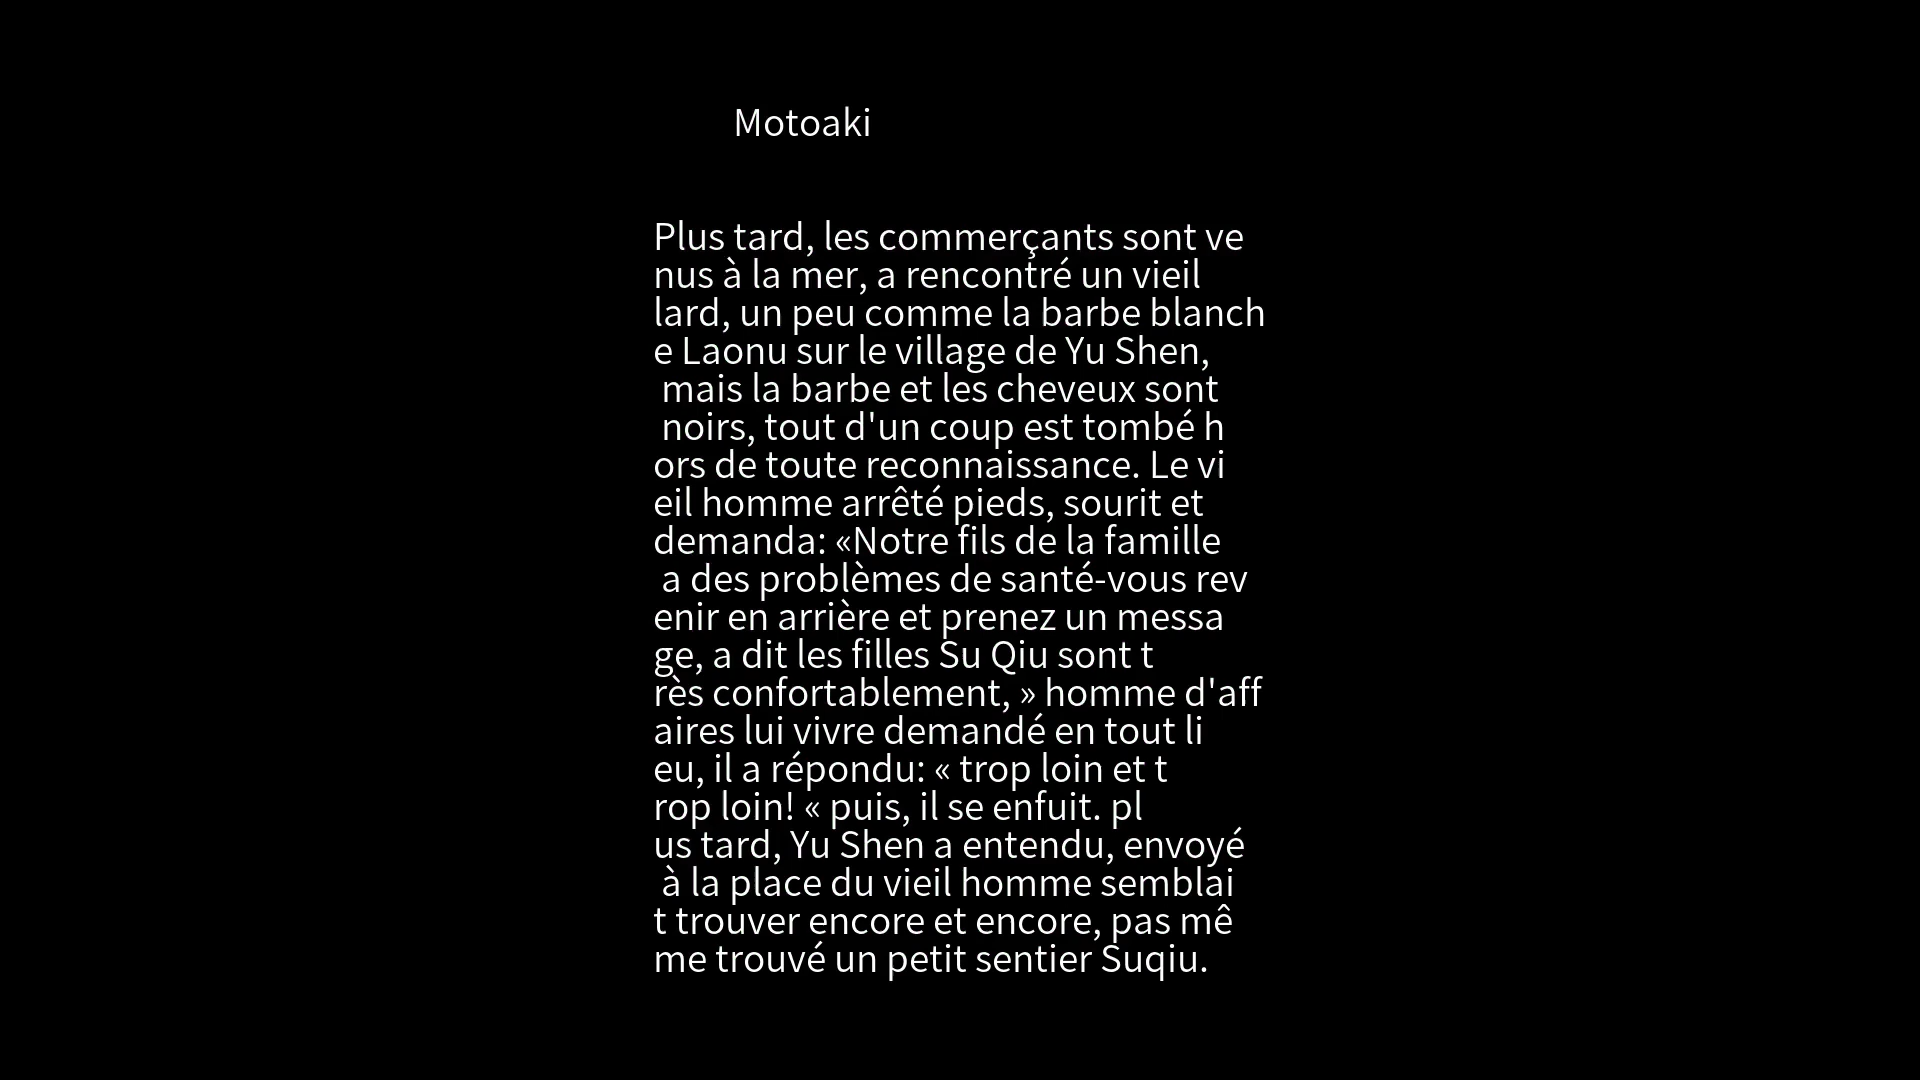 Motoaki
Plus tard, les commerçants sont ve
nus à la mer, a rencontré un vieil
lard, un peu comme la barbe blanch
e Laonu sur le village de Yu Shen,
mais la barbe et les cheveux sont
noirs, tout d'un coup est tombé h
ors de toute reconnaissance. Le vi
eil homme arrêté pieds, sourit et
demanda: «Notre fils de la famille
a des problèmes de santé-vous rev
enir en arrière et prenez un messa
ge, a dit les filles Su Qiu sont t
rès confortablement, » homme d'aff
aires lui vivre demandé en tout li
eu, il a répondu: « trop loin et t
rop loin! « puis, il se enfuit. pl
us tard, Yu Shen a entendu, envoyé
à la place du vieil homme semblai
t trouver encore et encore, pas mê
me trouvé un petit sentier Suqiu.